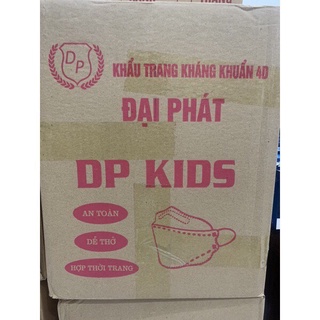 DP
KHẨU TRANG KHÁNG KHUẨN 4D
ĐẠI PHÁT
DP KIDS
AN TOÀN
DỄ THỞ
HỢP THỜI TRANG